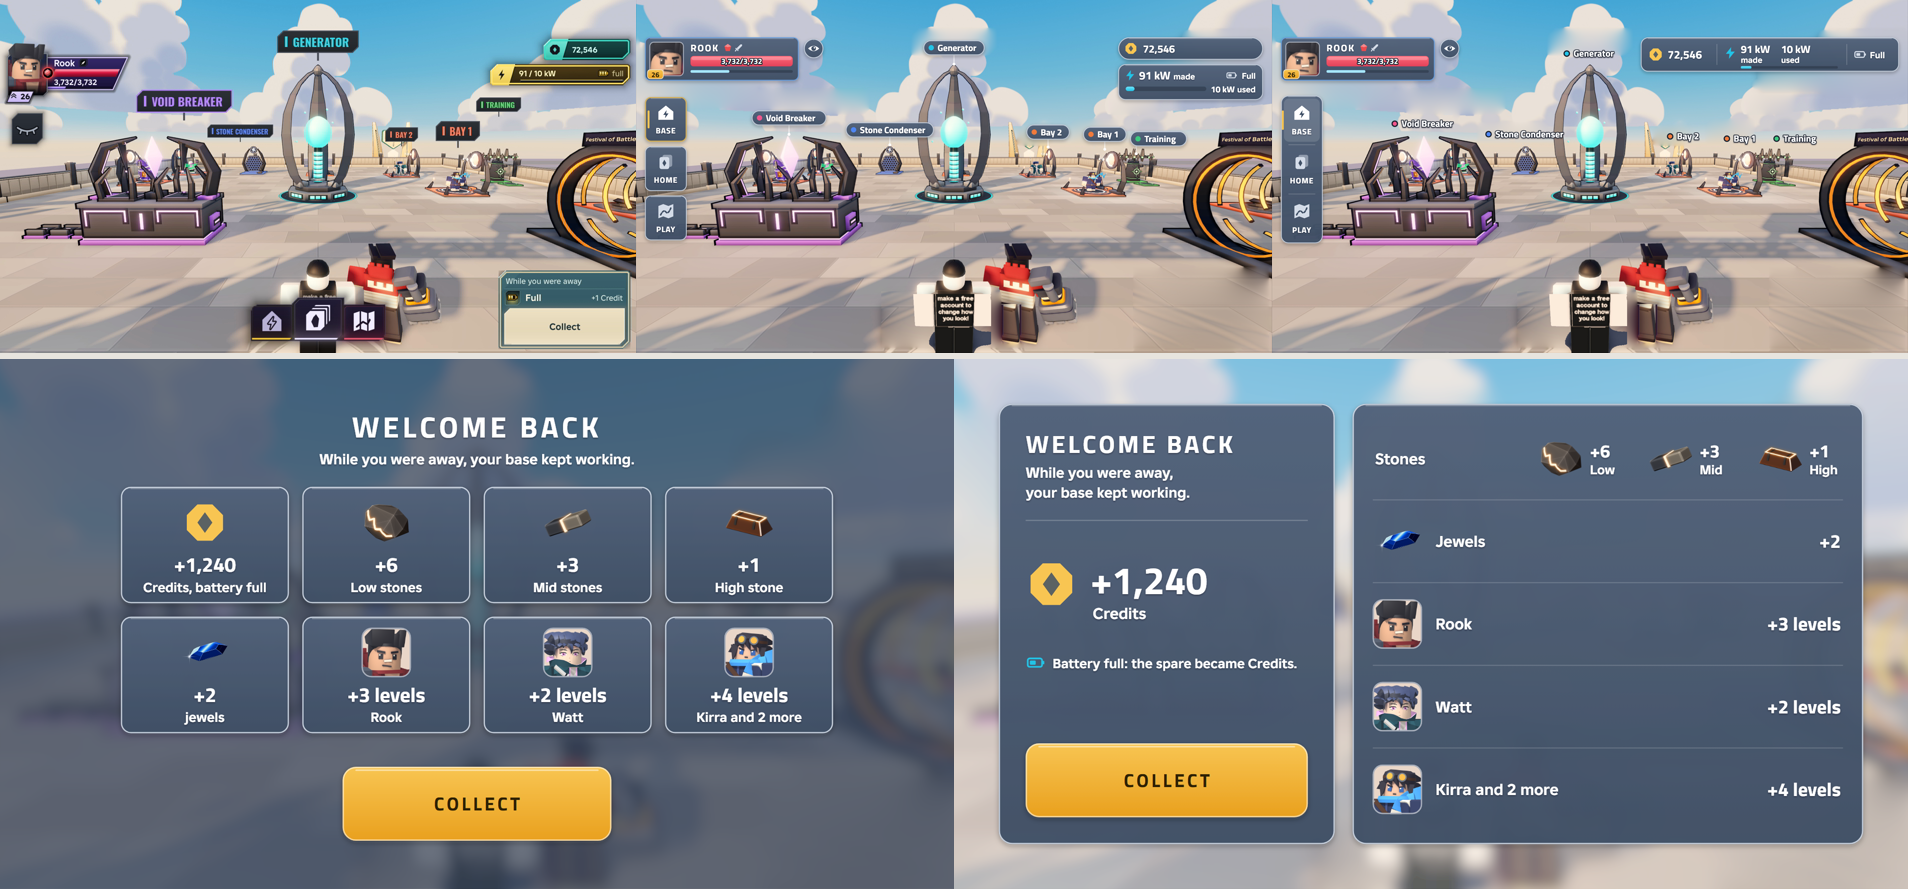 GENERATOR
72,546
Rook
3,732/3,732
26
91 / 10 kW
full
VOID BREAKER
TRAINING
STONE CONDENSER
BAY 2
BAY 1
Festival of Battle
While you were away
Full
+1 Credit
Collect
ROOK
3,732/3,732
26
Generator
72,546
91 kW made
Full
10 kW used
BASE
Void Breaker
Stone Condenser
Bay 2
Bay 1
Training
Festival of Battle
HOME
PLAY
make a free
account to
change how
you look!
ROOK
3,732/3,732
26
Generator
72,546
91 kW
made
10 kW
used
Full
BASE
Void Breaker
Stone Condenser
Bay 2
Bay 1
Training
Festival of Battle
HOME
PLAY
make a free
account to
change how
you look!
WELCOME BACK
While you were away, your base kept working.
+1,240
Credits, battery full
+6
Low stones
+3
Mid stones
+1
High stone
+2
jewels
+3 levels
Rook
+2 levels
Watt
+4 levels
Kirra and 2 more
COLLECT
WELCOME BACK
While you were away,
your base kept working.
+1,240
Credits
Battery full: the spare became Credits.
COLLECT
Stones
+6
Low
+3
Mid
+1
High
Jewels
+2
Rook
+3 levels
Watt
+2 levels
Kirra and 2 more
+4 levels